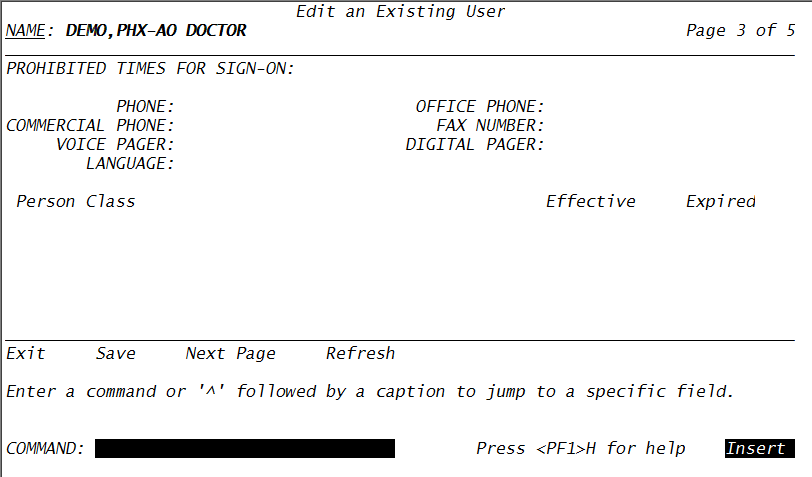 Edit an Existing User
NAME: DEMO,PHX-AO DOCTOR Page 3 of 5
PROHIBITED TIMES FOR SIGN-ON:
PHONE: OFFICE PHONE:
COMMERCIAL PHONE: FAX NUMBER:
VOICE PAGER: DIGITAL PAGER:
LANGUAGE:
Person Class Effective Expired
Exit Save Next Page Refresh
Enter a command or '^' followed by a caption to jump to a specific field.
COMMAND: Press <PF1>H for help Insert